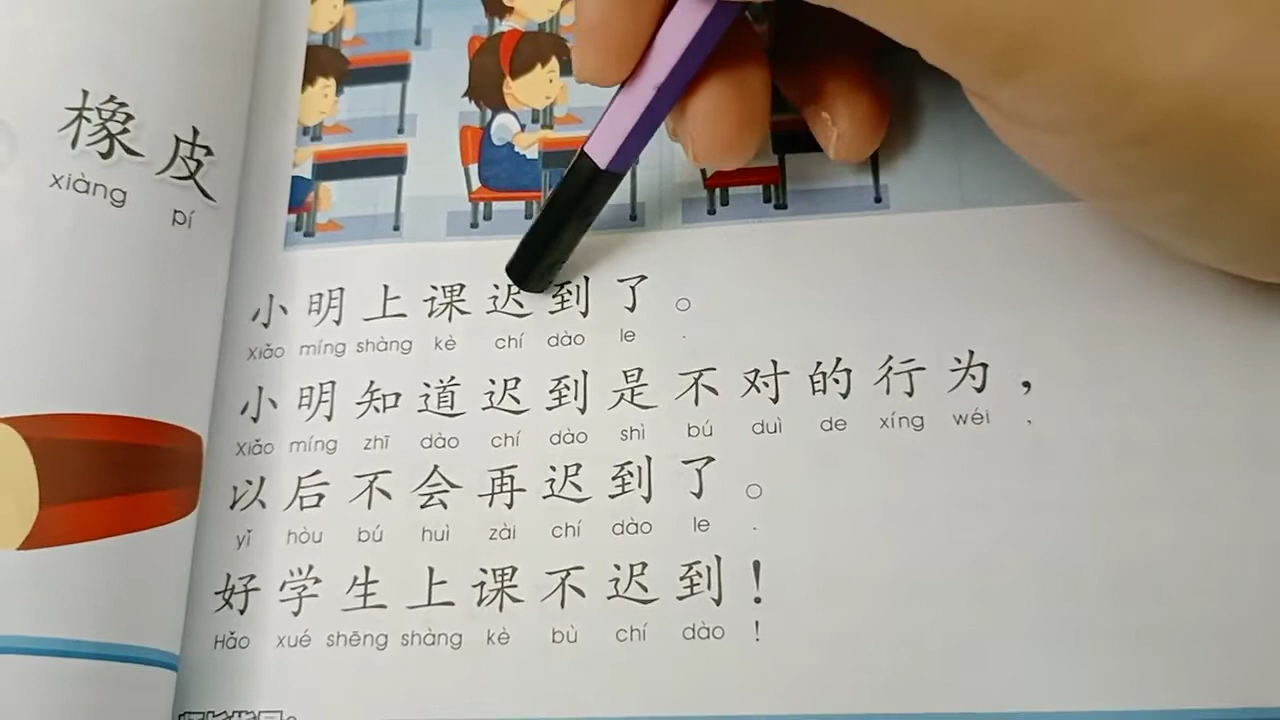 橡皮
xiàng pí
小明上课迟到了。
Xiǎo míng shàng kè chí dào le .
小明知道迟到是不对的行为，
Xiǎo míng zhī dào chí dào shì bú duì de xíng wéi ,
以后不会再迟到了。
yǐ hòu bú huì zài chí dào le .
好学生上课不迟到！
Hǎo xué shēng shàng kè bù chí dào !